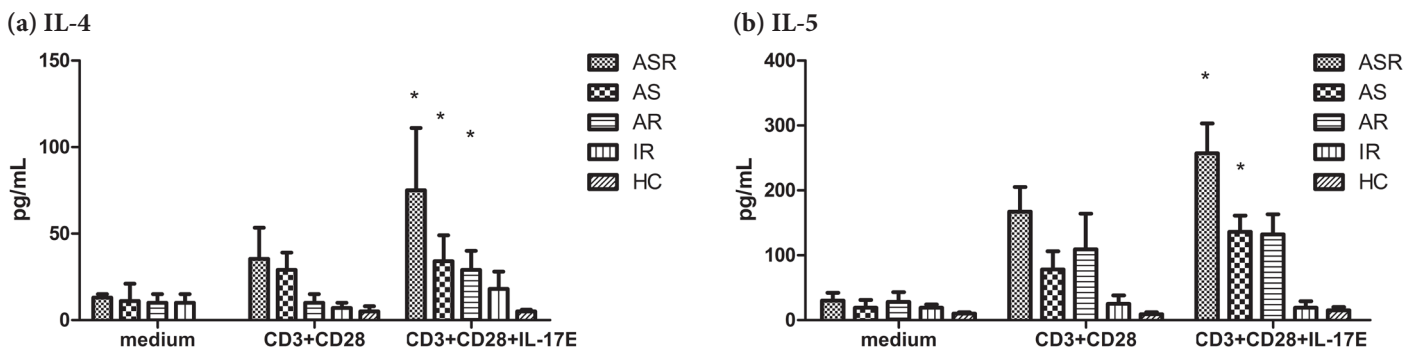 (a) IL-4
150
100
50
0
pg/mL
medium
CD3+CD28
CD3+CD28+IL-17E
*
*
*
ASR
AS
AR
IR
HC
(b) IL-5
400
300
200
100
0
pg/mL
medium
CD3+CD28
CD3+CD28+IL-17E
*
*
ASR
AS
AR
IR
HC